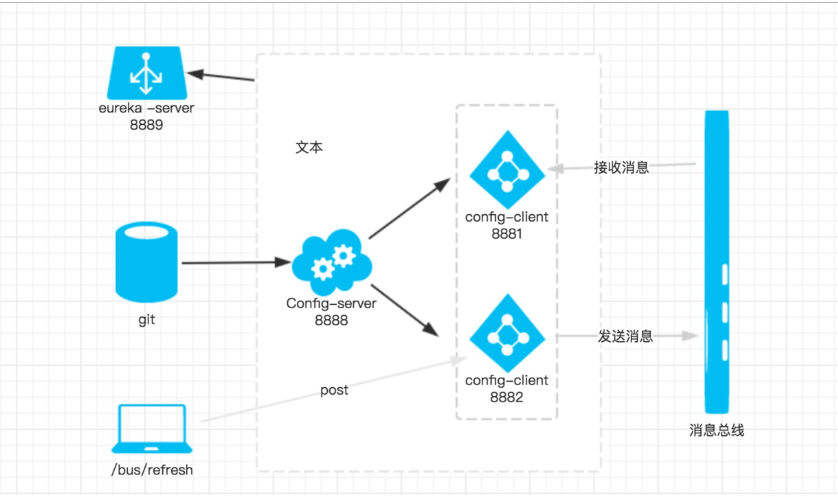 eureka -server
8889
文本
接收消息
config-client
8881
Config-server
8888
git
发送消息
config-client
8882
post
消息总线
/bus/refresh